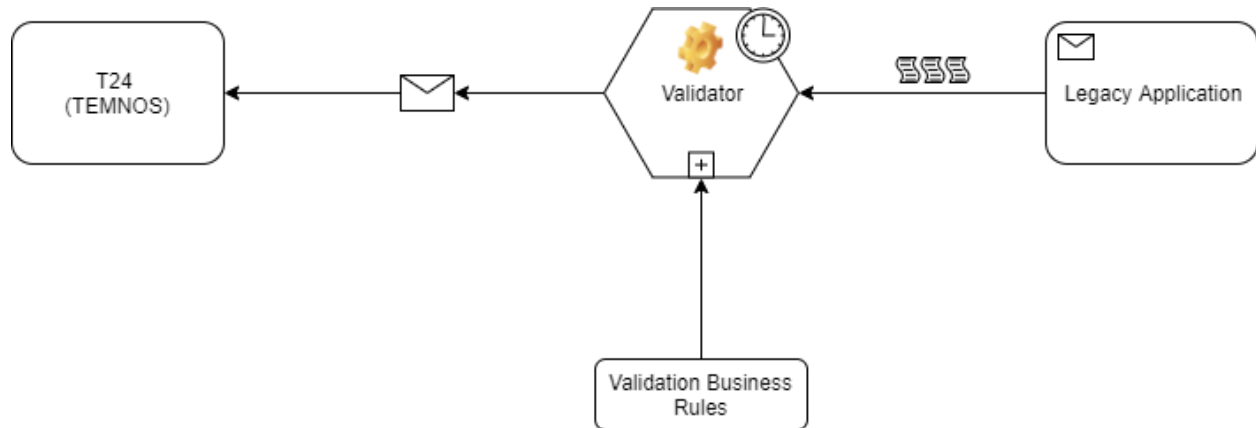 T24
(TEMNOS)
Validator
Legacy Application
Validation Business
Rules